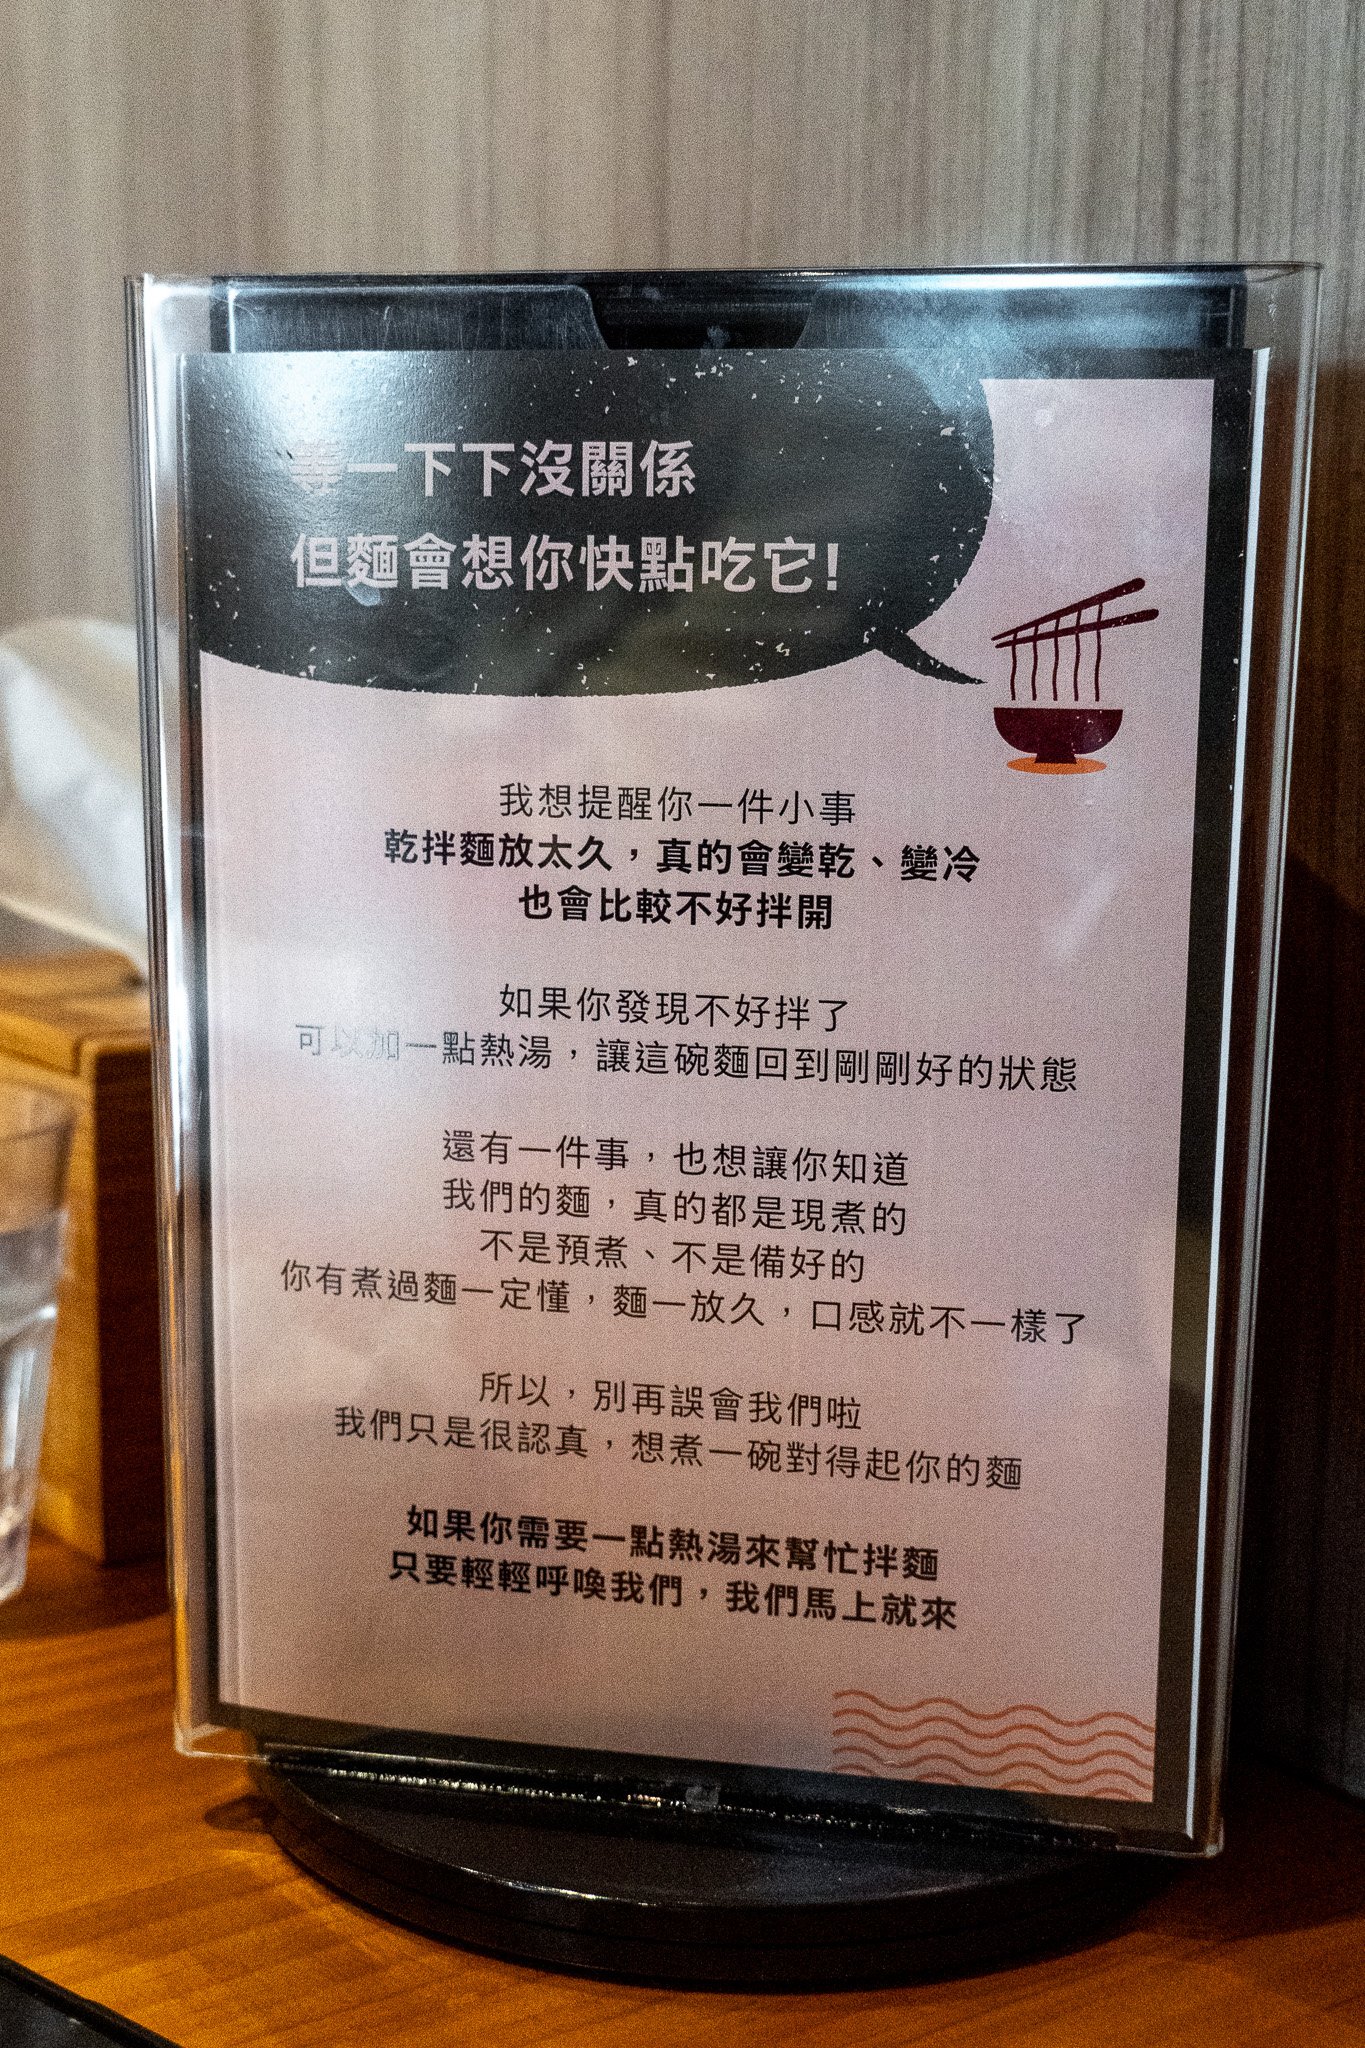 等一下下沒關係
但麵會想你快點吃它!
我想提醒你一件小事
乾拌麵放太久，真的會變乾、變冷
也會比較不好拌開
如果你發現不好拌了
可以加一點熱湯，讓這碗麵回到剛剛好的狀態
還有一件事，也想讓你知道
我們的麵，真的都是現煮的
不是預煮、不是備好的
你有煮過麵一定懂，麵一放久，口感就不一樣了
所以，別再誤會我們啦
我們只是很認真，想煮一碗對得起你的麵
如果你需要一點熱湯來幫忙拌麵
只要輕輕呼喚我們，我們馬上就來